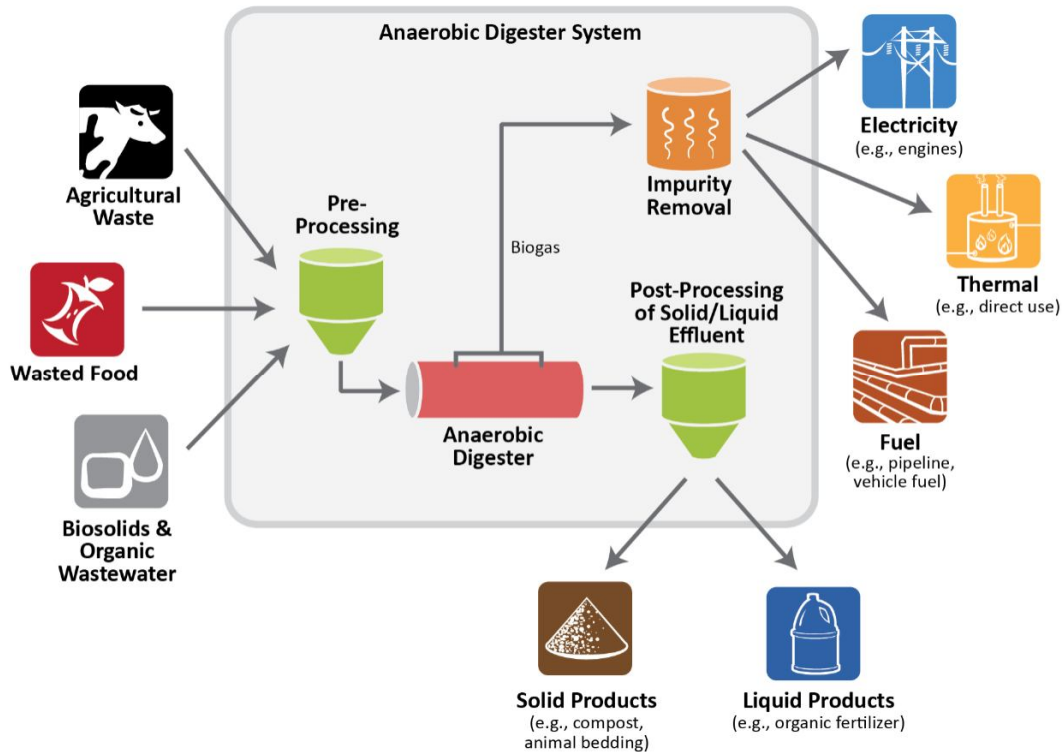 Anaerobic Digester System
Agricultural
Waste
Wasted Food
Biosolids &
Organic
Wastewater
Pre-
Processing
Anaerobic
Digester
Biogas
Impurity
Removal
Post-Processing
of Solid/Liquid
Effluent
Electricity
(e.g., engines)
Thermal
(e.g., direct use)
Fuel
(e.g., pipeline,
vehicle fuel)
Solid Products
(e.g., compost,
animal bedding)
Liquid Products
(e.g., organic fertilizer)